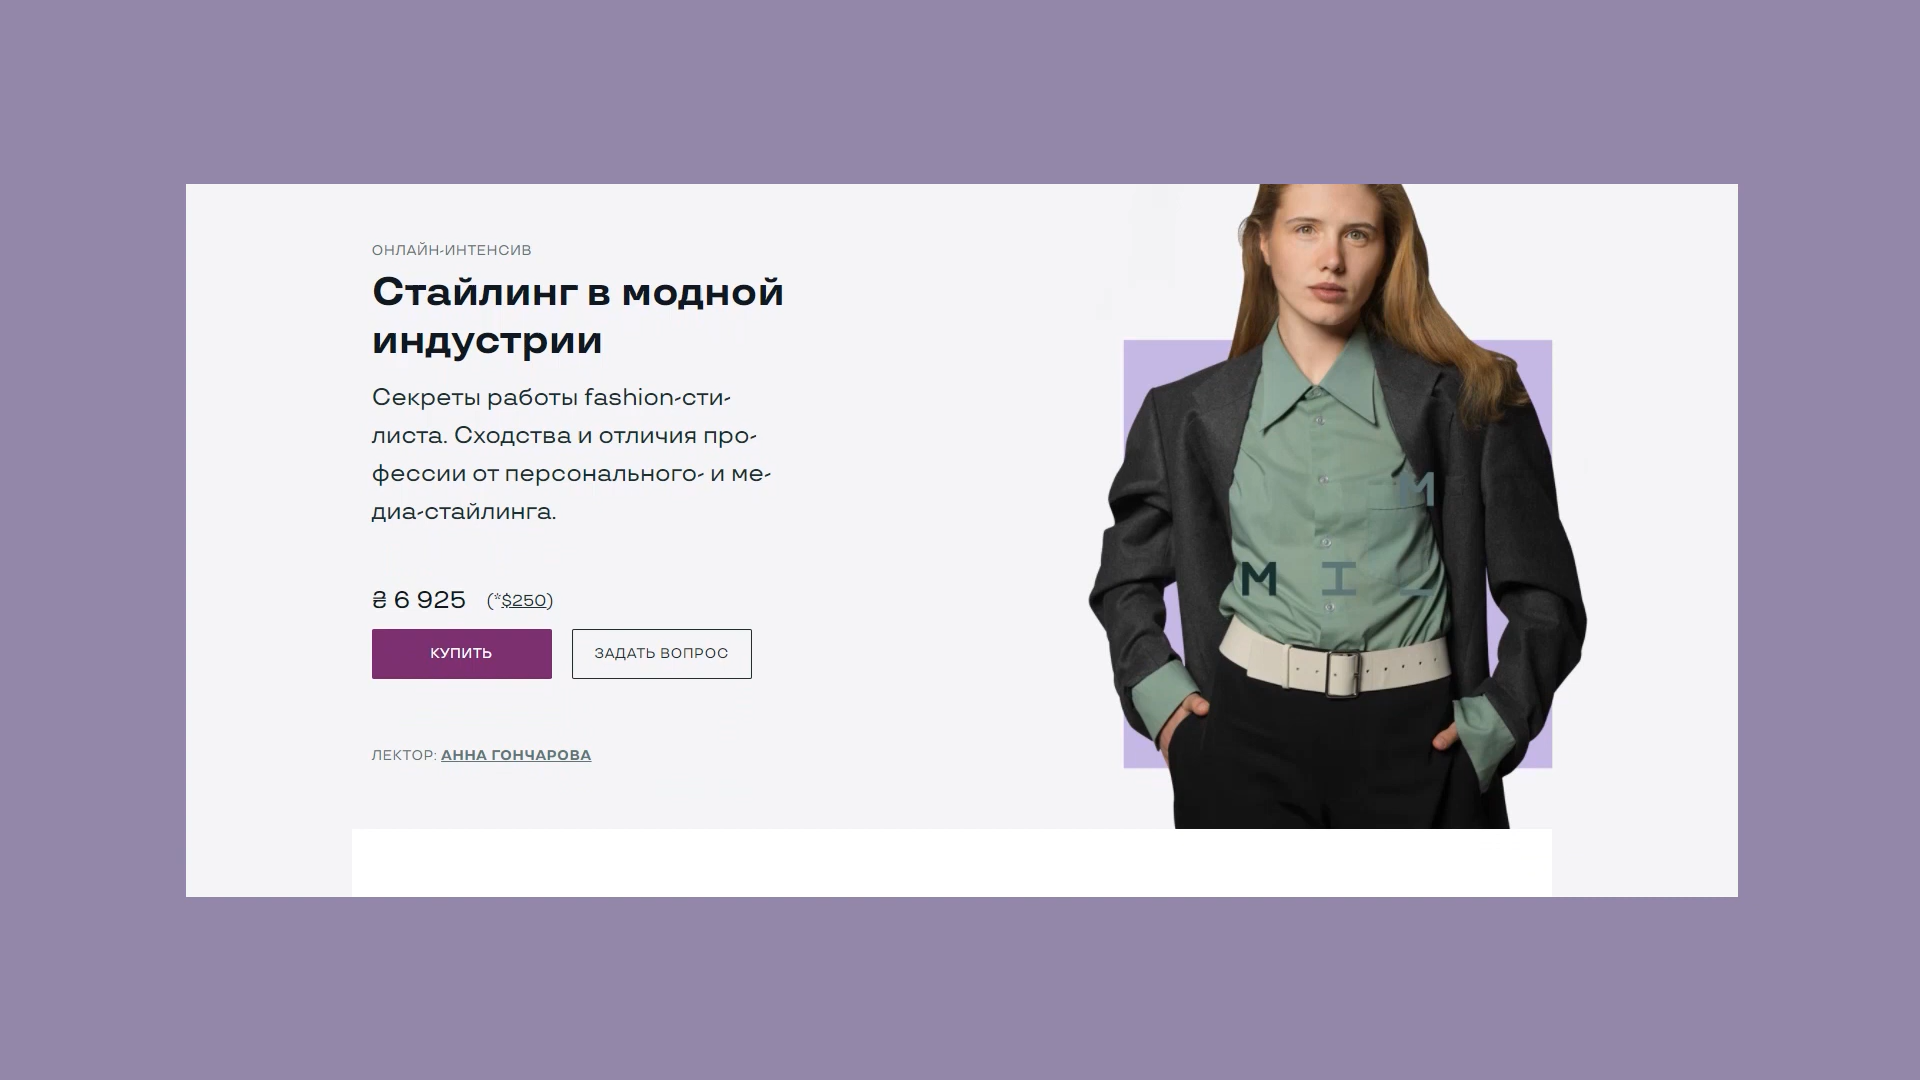 ОНЛАЙН-ИНТЕНСИВ
Стайлинг в модной
индустрии
Секреты работы fashion-сти-
листа. Сходства и отличия про-
фессии от персонального- и ме-
диа-стайлинга.
₴ 6 925 (*$250)
КУПИТЬ ЗАДАТЬ ВОПРОС
ЛЕКТОР: АННА ГОНЧАРОВА
M
M I